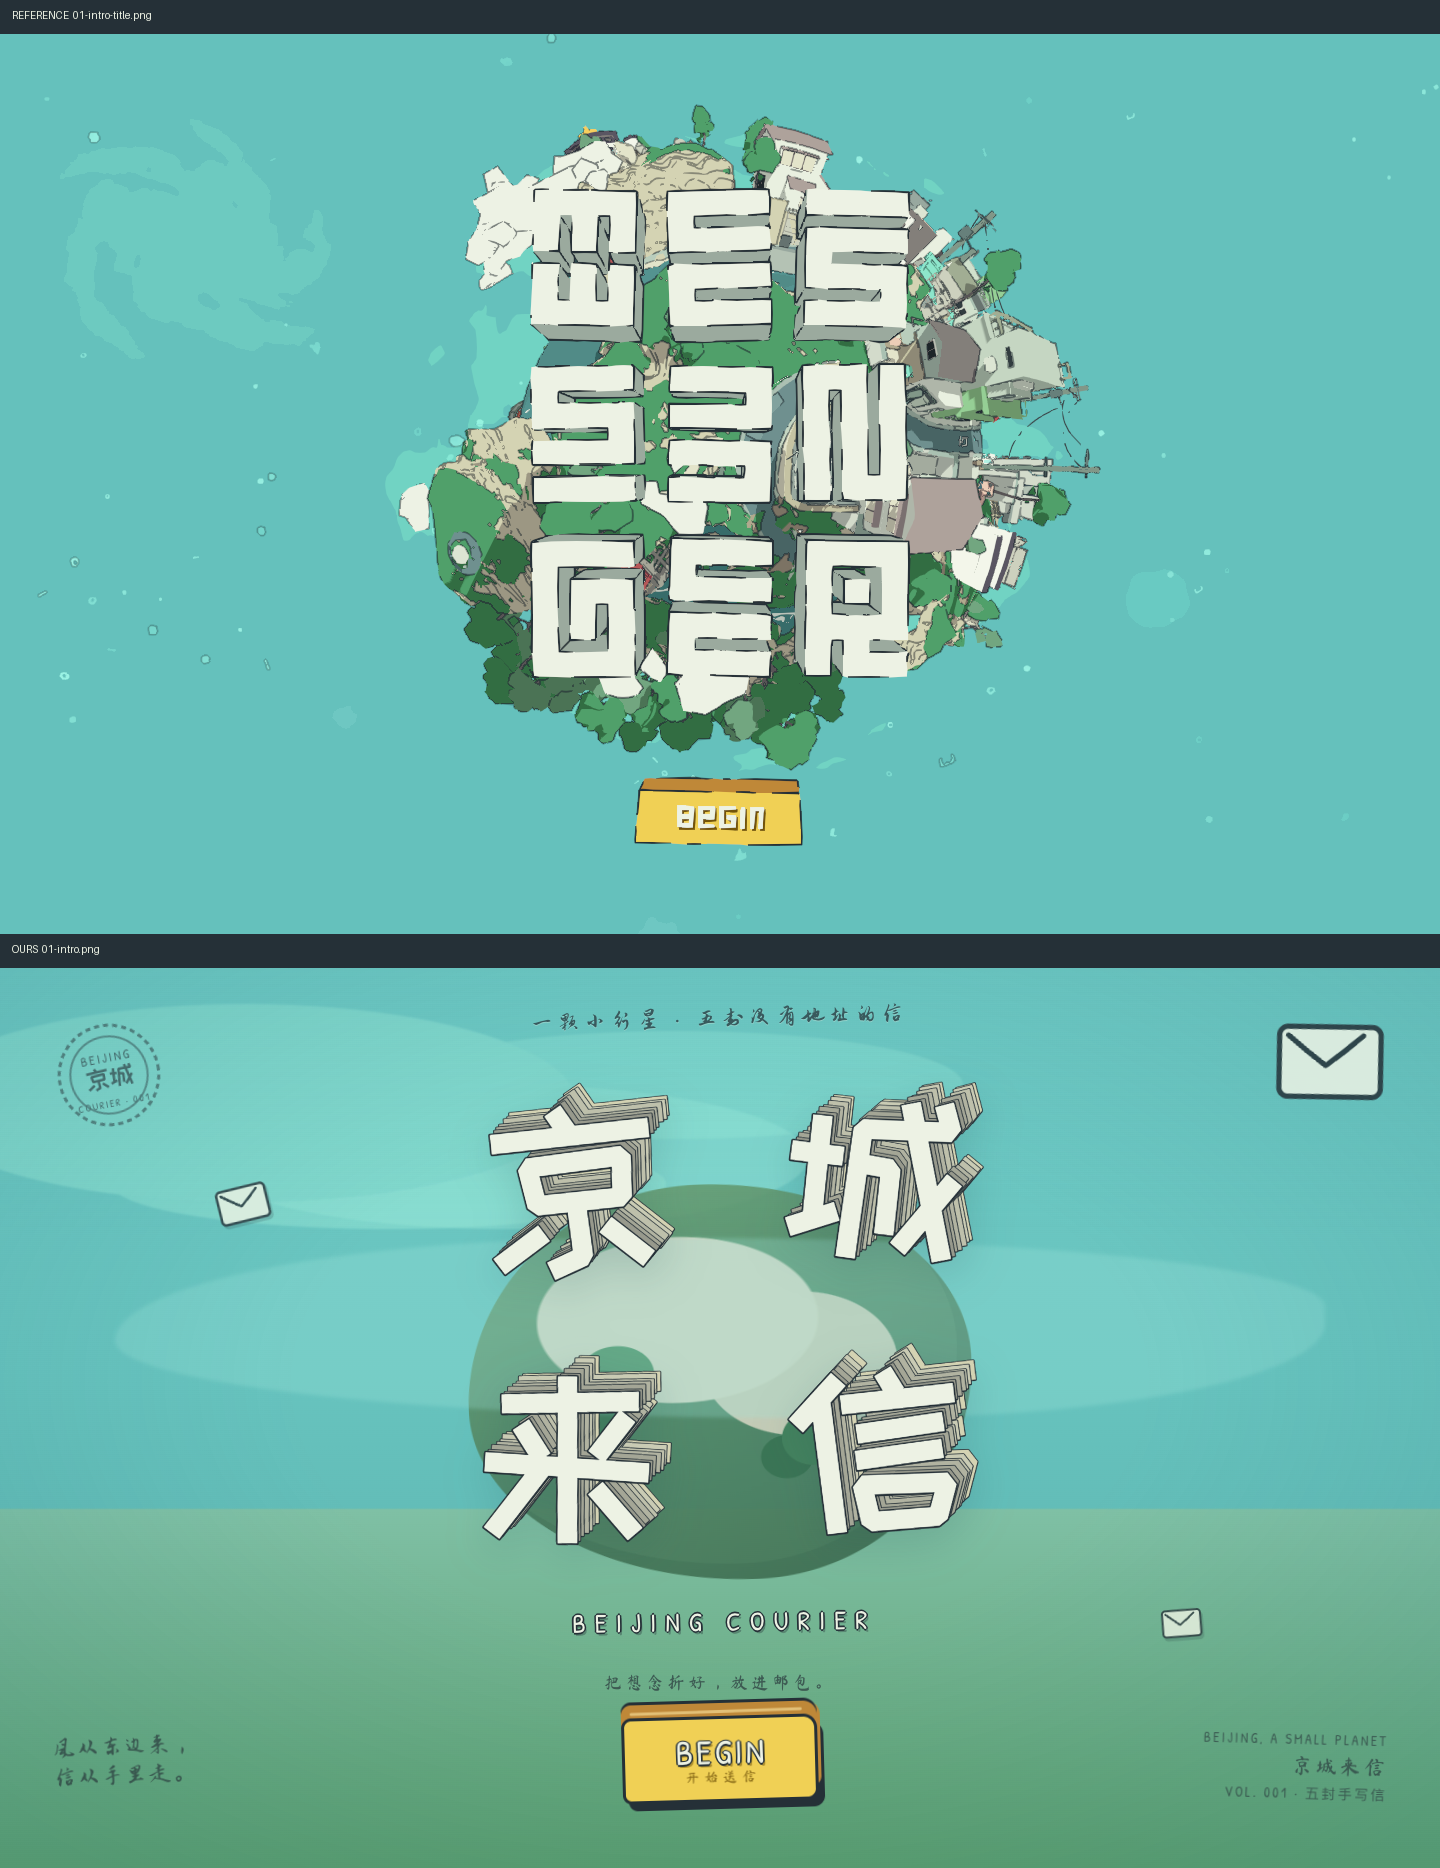 REFERENCE 01-intro-title.png
MES
SEN
GER
BEGIN
OURS 01-intro.png
一颗小行星 · 五封没有地址的信
BEIJING
京城
COURIER · 001
京城
来信
BEIJING COURIER
把想念折好，放进邮包。
BEGIN
开始送信
风从东边来，
信从手里走。
BEIJING, A SMALL PLANET
京城来信
VOL. 001 · 五封手写信